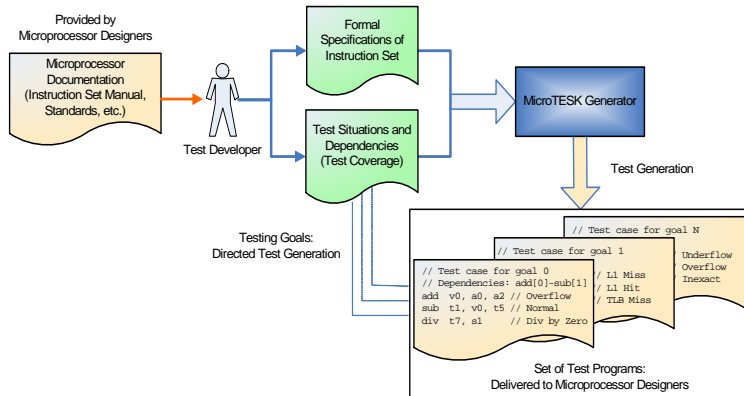 Provided by
Microprocessor Designers
Microprocessor
Documentation
(Instruction Set Manual,
Standards, etc.)
Test Developer
Formal
Specifications of
Instruction Set
Test Situations and
Dependencies
(Test Coverage)
MicroTESK Generator
Test Generation
Testing Goals:
Directed Test Generation
// Test case for goal N
Underflow
Overflow
Inexact
// Test case for goal 1
// L1 Miss
// L1 Hit
// TLB Miss
// Test case for goal 0
// Dependencies: add[0]-sub[1]
add v0, a0, a2 // Overflow
sub t1, v0, t5 // Normal
div t7, s1 // Div by Zero
Set of Test Programs:
Delivered to Microprocessor Designers